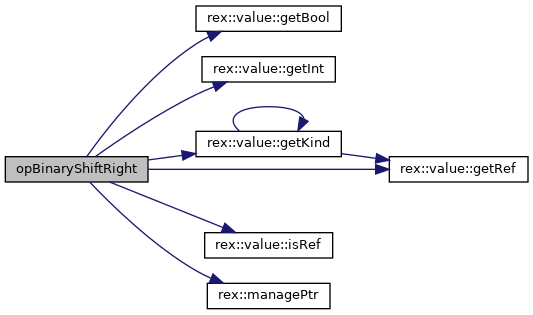 rex::value::getBool
rex::value::getInt
rex::value::getKind
opBinaryShiftRight
rex::value::getRef
rex::value::isRef
rex::managePtr